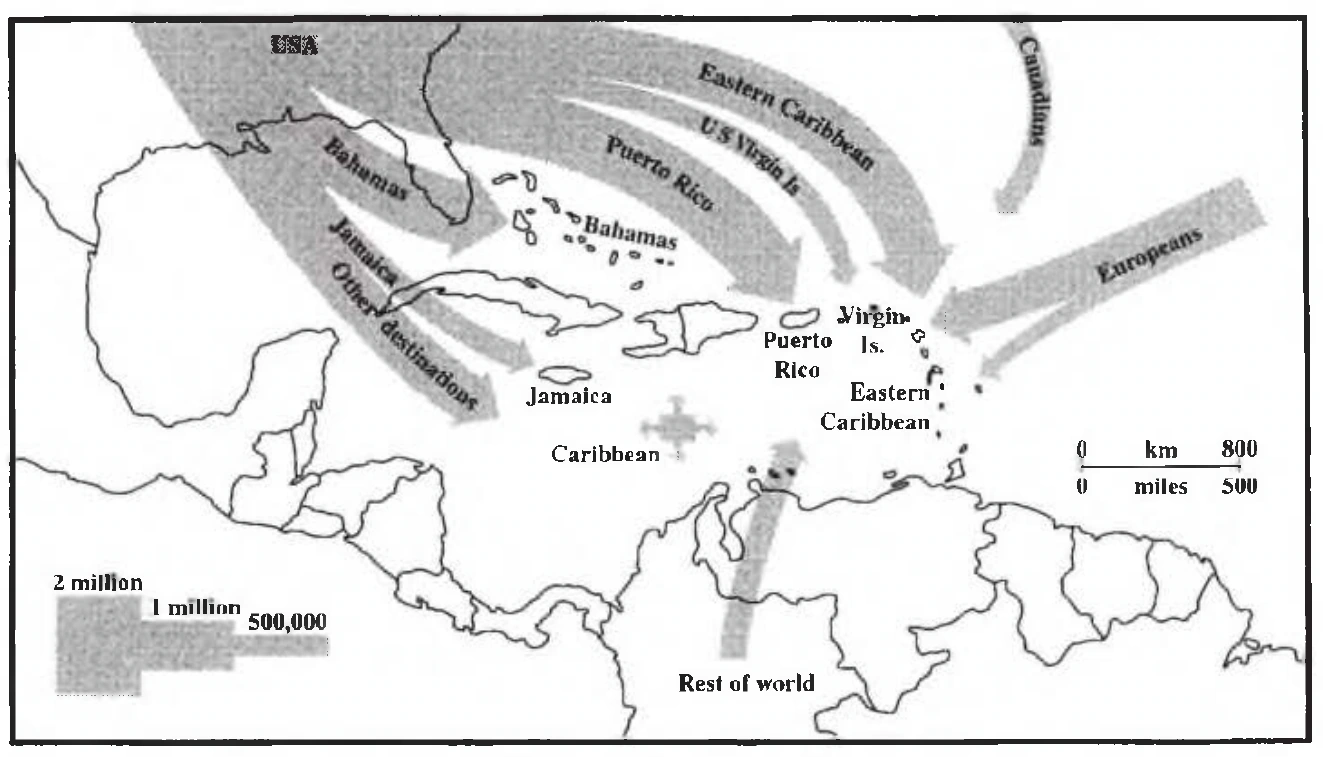 USA
Canadians
Eastern Caribbean
US Virgin Is
Puerto Rico
Bahamas
Bahamas
Europeans
Jamaica
Other destinations
Virgin
Is.
Puerto
Rico
Jamaica
Eastern
Caribbean
Caribbean
0 km 800
0 miles 500
2 million
1 million
500,000
Rest of world